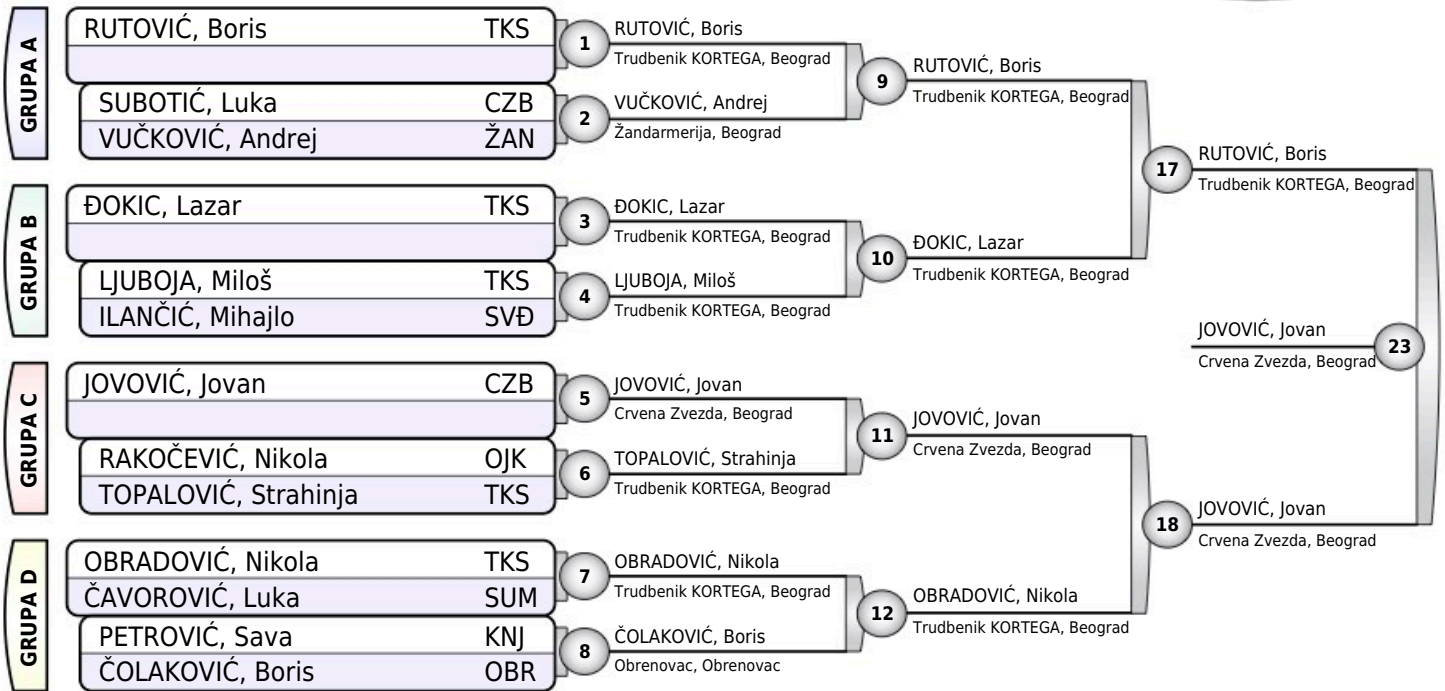 GRUPA A
RUTOVIĆ, Boris TKS
SUBOTIĆ, Luka CZB
VUČKOVIĆ, Andrej ŽAN
GRUPA B
ĐOKIC, Lazar TKS
LJUBOJA, Miloš TKS
ILANČIĆ, Mihajlo SVĐ
GRUPA C
JOVOVIĆ, Jovan CZB
RAKOČEVIĆ, Nikola OJK
TOPALOVIĆ, Strahinja TKS
GRUPA D
OBRADOVIĆ, Nikola TKS
ČAVOROVIĆ, Luka SUM
PETROVIĆ, Sava KNJ
ČOLAKOVIĆ, Boris OBR
1
RUTOVIĆ, Boris
Trudbenik KORTEGA, Beograd
2
VUČKOVIĆ, Andrej
Žandarmerija, Beograd
3
ĐOKIC, Lazar
Trudbenik KORTEGA, Beograd
4
LJUBOJA, Miloš
Trudbenik KORTEGA, Beograd
5
JOVOVIĆ, Jovan
Crvena Zvezda, Beograd
6
TOPALOVIĆ, Strahinja
Trudbenik KORTEGA, Beograd
7
OBRADOVIĆ, Nikola
Trudbenik KORTEGA, Beograd
8
ČOLAKOVIĆ, Boris
Obrenovac, Obrenovac
9
RUTOVIĆ, Boris
Trudbenik KORTEGA, Beograd
10
ĐOKIC, Lazar
Trudbenik KORTEGA, Beograd
11
JOVOVIĆ, Jovan
Crvena Zvezda, Beograd
12
OBRADOVIĆ, Nikola
Trudbenik KORTEGA, Beograd
17
RUTOVIĆ, Boris
Trudbenik KORTEGA, Beograd
18
JOVOVIĆ, Jovan
Crvena Zvezda, Beograd
JOVOVIĆ, Jovan
Crvena Zvezda, Beograd
23